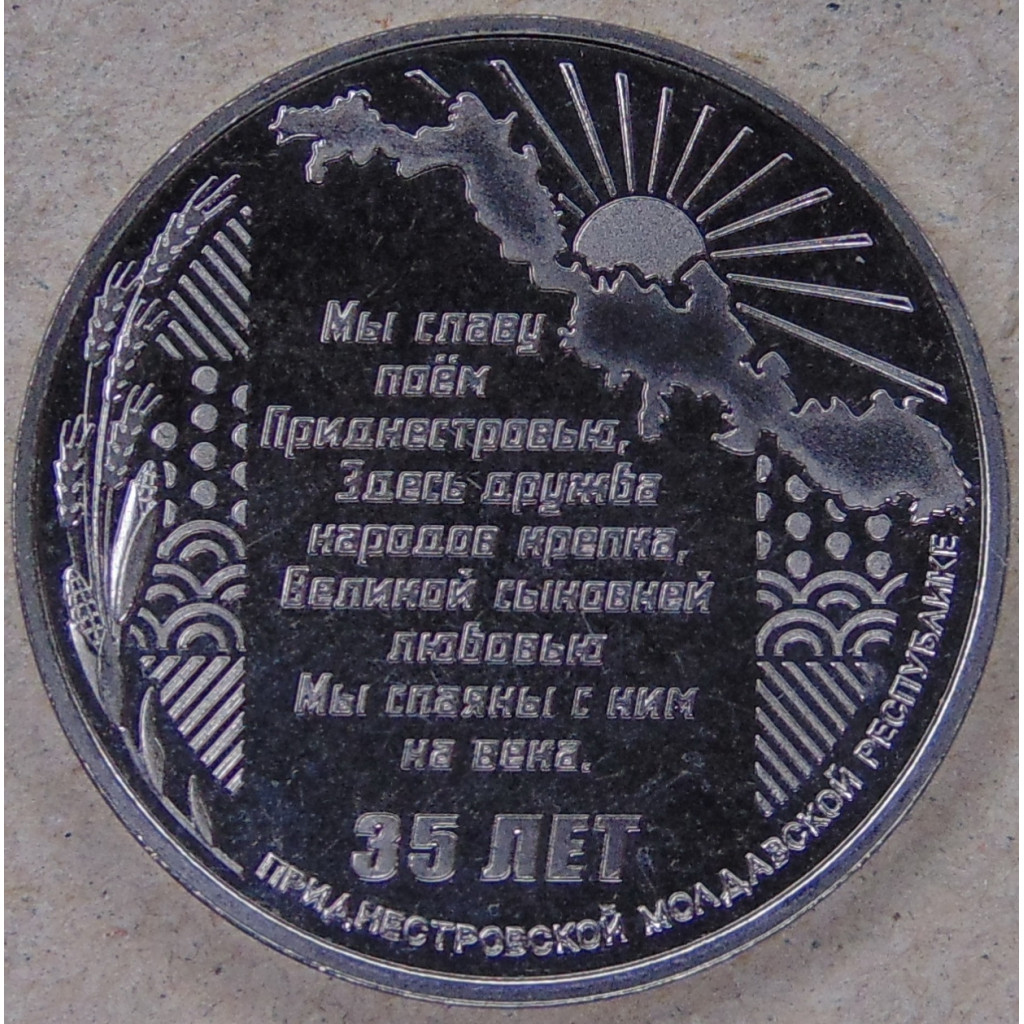 Мы славу
поём
Приднестровью,
Здесь дружба
народов крепка,
Великой сыновней
любовью
Мы спаяны с ним
на века.
35 ЛЕТ
ПРИДНЕСТРОВСКОЙ МОЛДАВСКОЙ РЕСПУБЛИКЕ